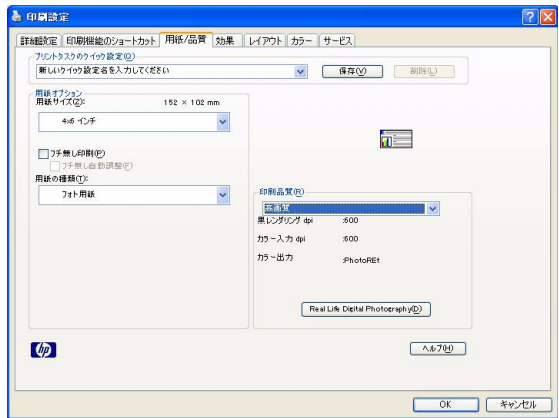 印刷設定
詳細設定 印刷機能のショートカット 用紙/品質 効果 レイアウト カラー サービス
プリントタスクのクイック設定(Q)
新しいクイック設定名を入力してください 保存(V) 削除(L)
用紙オプション
用紙サイズ(Z): 152 × 102 mm
4x6 インチ
フチ無し印刷(P)
フチ無し自動調整(F)
用紙の種類(T):
フォト用紙
印刷品質(R)
高画質
黒レンダリング dpi :600
カラー入力 dpi :600
カラー出力 :PhotoREt
Real Life Digital Photography(D)
hp
ヘルプ(H)
OK キャンセル